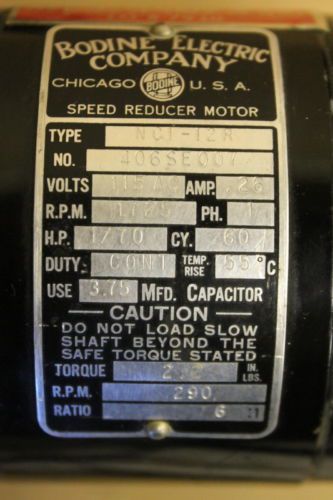 BODINE ELECTRIC
COMPANY
CHICAGO BODINE U.S.A.
SPEED REDUCER MOTOR
TYPE NCI-12R
NO. 406SE007
VOLTS 115AC AMP. .26
R.P.M. 1725 PH. 1
H.P. 1/70 CY. 60
DUTY: CONT TEMP. RISE 55 °C
USE 3.75 MFD. CAPACITOR
— CAUTION —
DO NOT LOAD SLOW
SHAFT BEYOND THE
SAFE TORQUE STATED
TORQUE IN. LBS.
R.P.M. 290
RATIO 6 :1